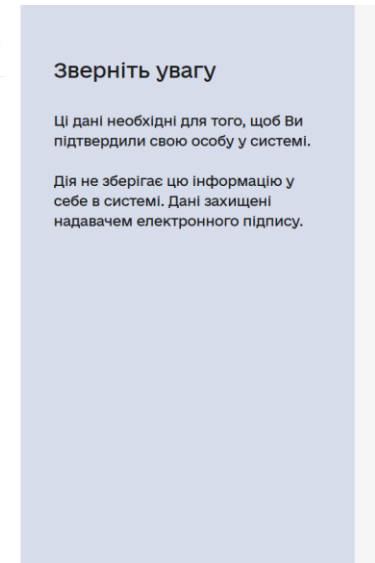 Зверніть увагу
Ці дані необхідні для того, щоб Ви
підтвердили свою особу у системі.
Дія не зберігає цю інформацію у
себе в системі. Дані захищені
надавачем електронного підпису.